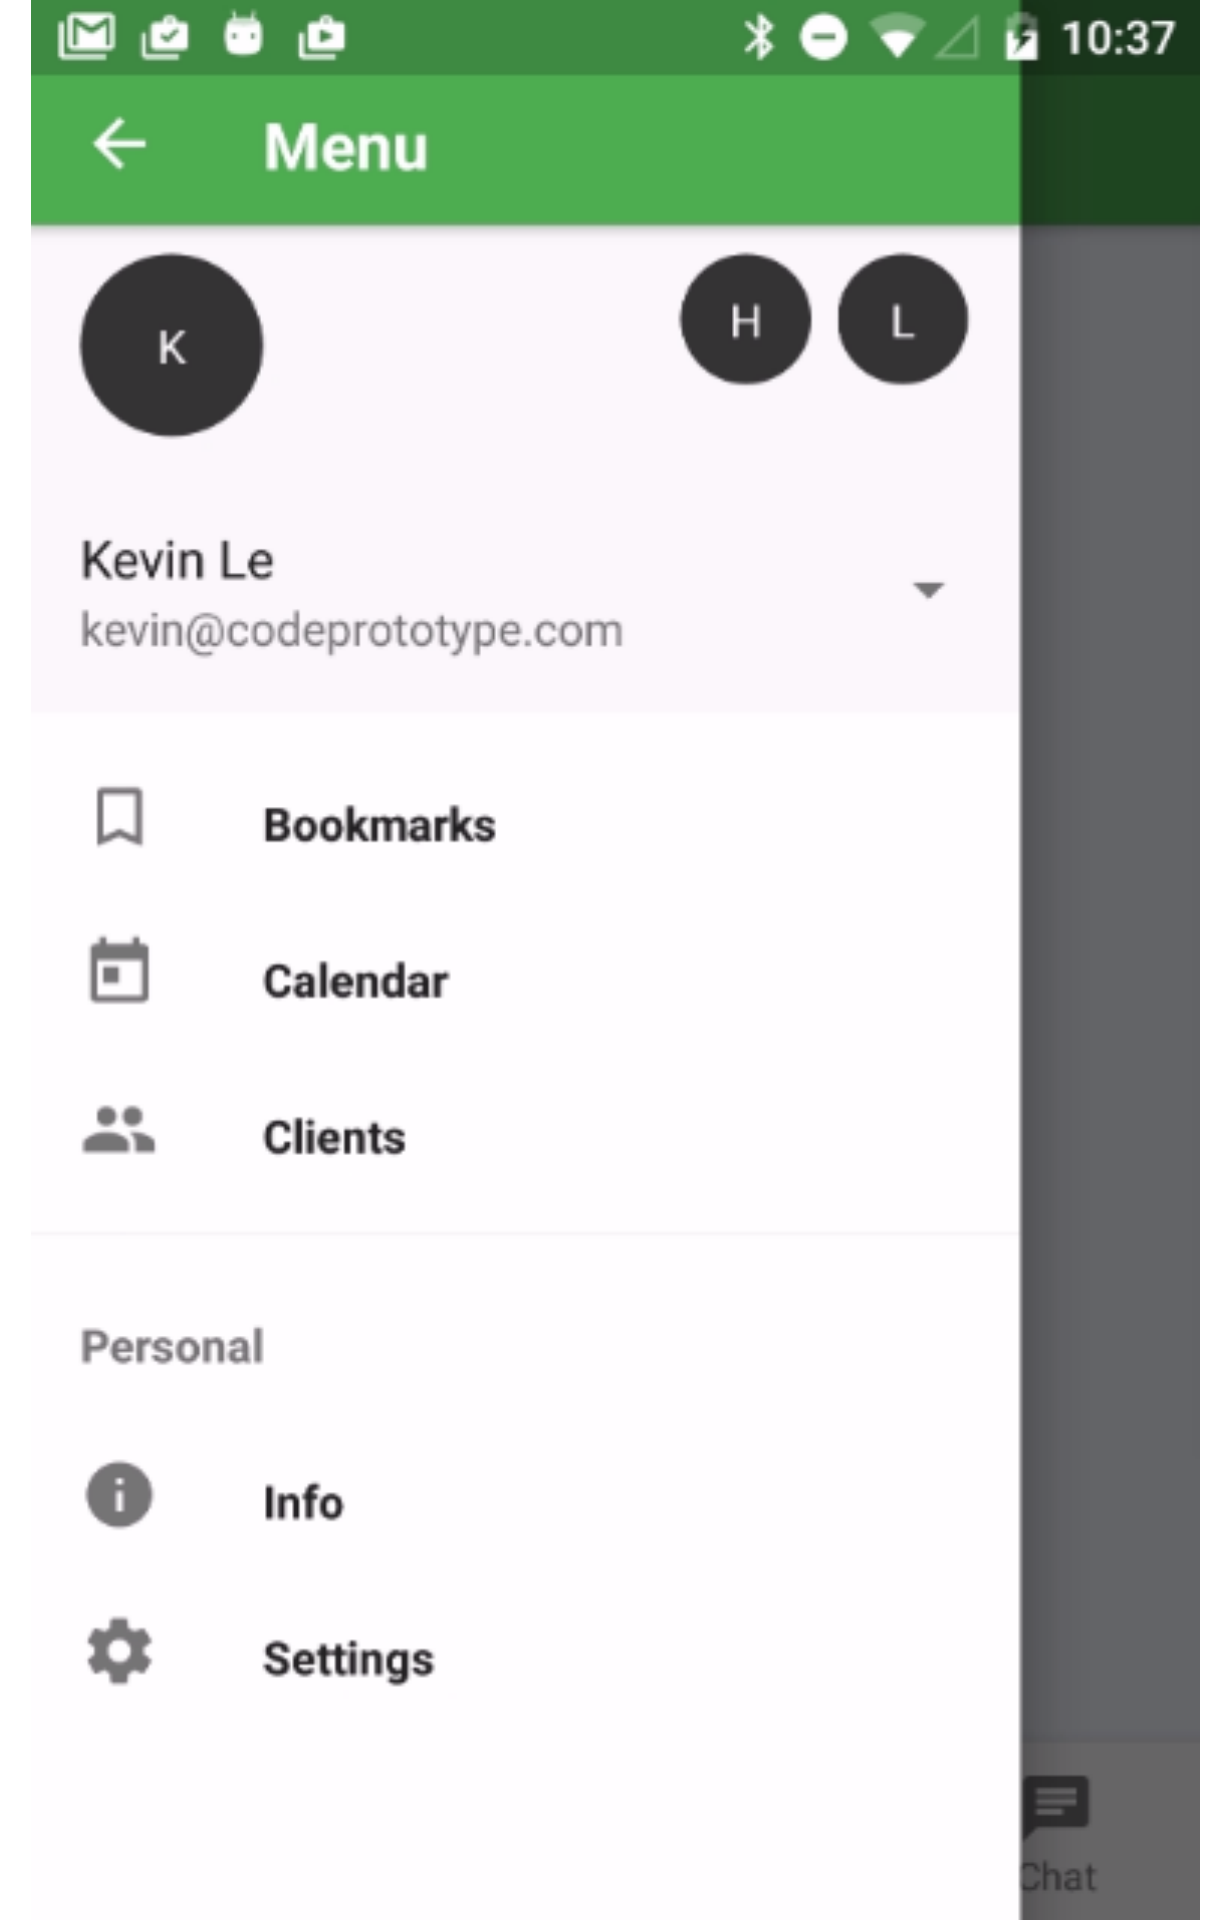 10:37
Menu
K
H
L
Kevin Le
kevin@codeprototype.com
Bookmarks
Calendar
Clients
Personal
Info
Settings
Chat